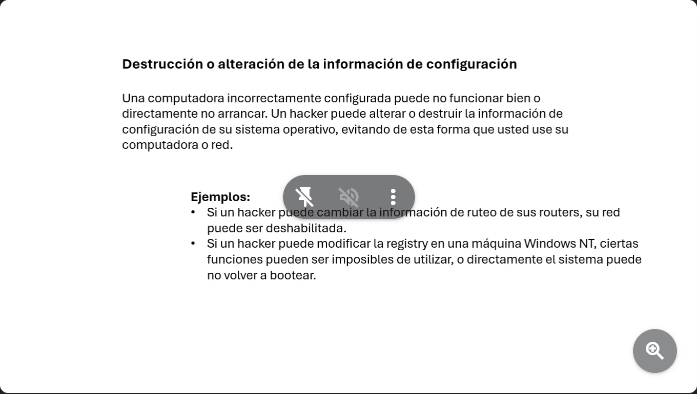 Destrucción o alteración de la información de configuración
Una computadora incorrectamente configurada puede no funcionar bien o
directamente no arrancar. Un hacker puede alterar o destruir la información de
configuración de su sistema operativo, evitando de esta forma que usted use su
computadora o red.
Ejemplos:
• Si un hacker puede cambiar la información de ruteo de sus routers, su red
puede ser deshabilitada.
• Si un hacker puede modificar la registry en una máquina Windows NT, ciertas
funciones pueden ser imposibles de utilizar, o directamente el sistema puede
no volver a bootear.